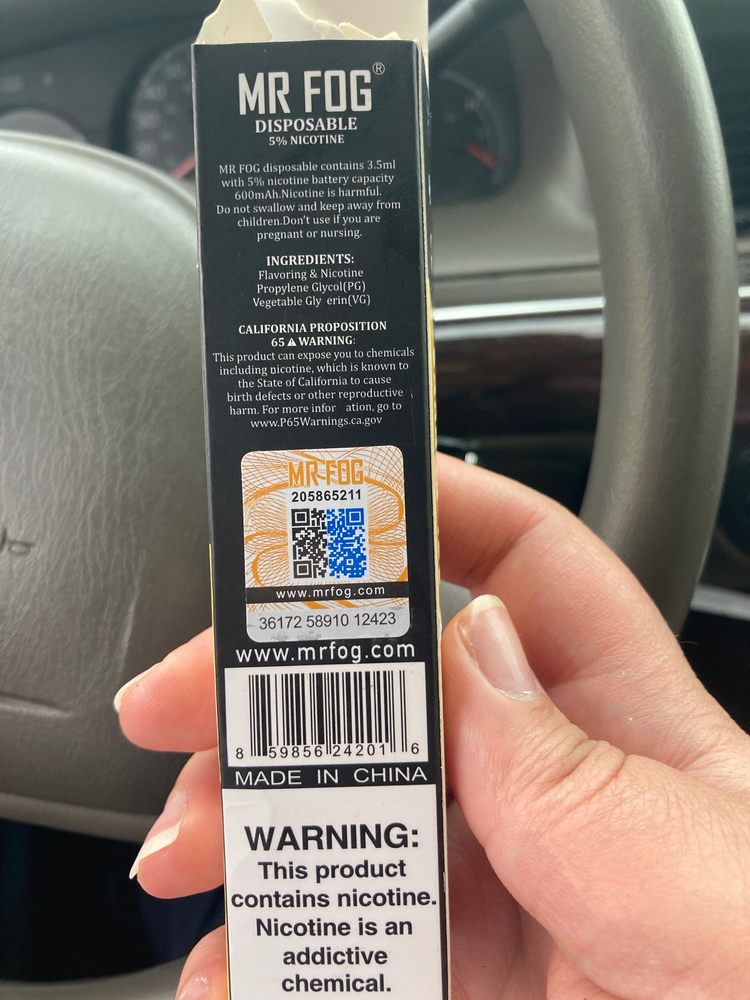 MR FOG®
DISPOSABLE
5% NICOTINE
MR FOG disposable contains 3.5ml
with 5% nicotine battery capacity
600mAh.Nicotine is harmful.
Do not swallow and keep away from
children.Don't use if you are
pregnant or nursing.
INGREDIENTS:
Flavoring & Nicotine
Propylene Glycol(PG)
Vegetable Gly erin(VG)
CALIFORNIA PROPOSITION
65 ⚠ WARNING:
This product can expose you to chemicals
including nicotine, which is known to
the State of California to cause
birth defects or other reproductive
harm. For more infor ation, go to
www.P65Warnings.ca.gov
MR FOG
205865211
www.mrfog.com
36172 58910 12423
www.mrfog.com
8 59856 24201 6
MADE IN CHINA
WARNING:
This product
contains nicotine.
Nicotine is an
addictive
chemical.